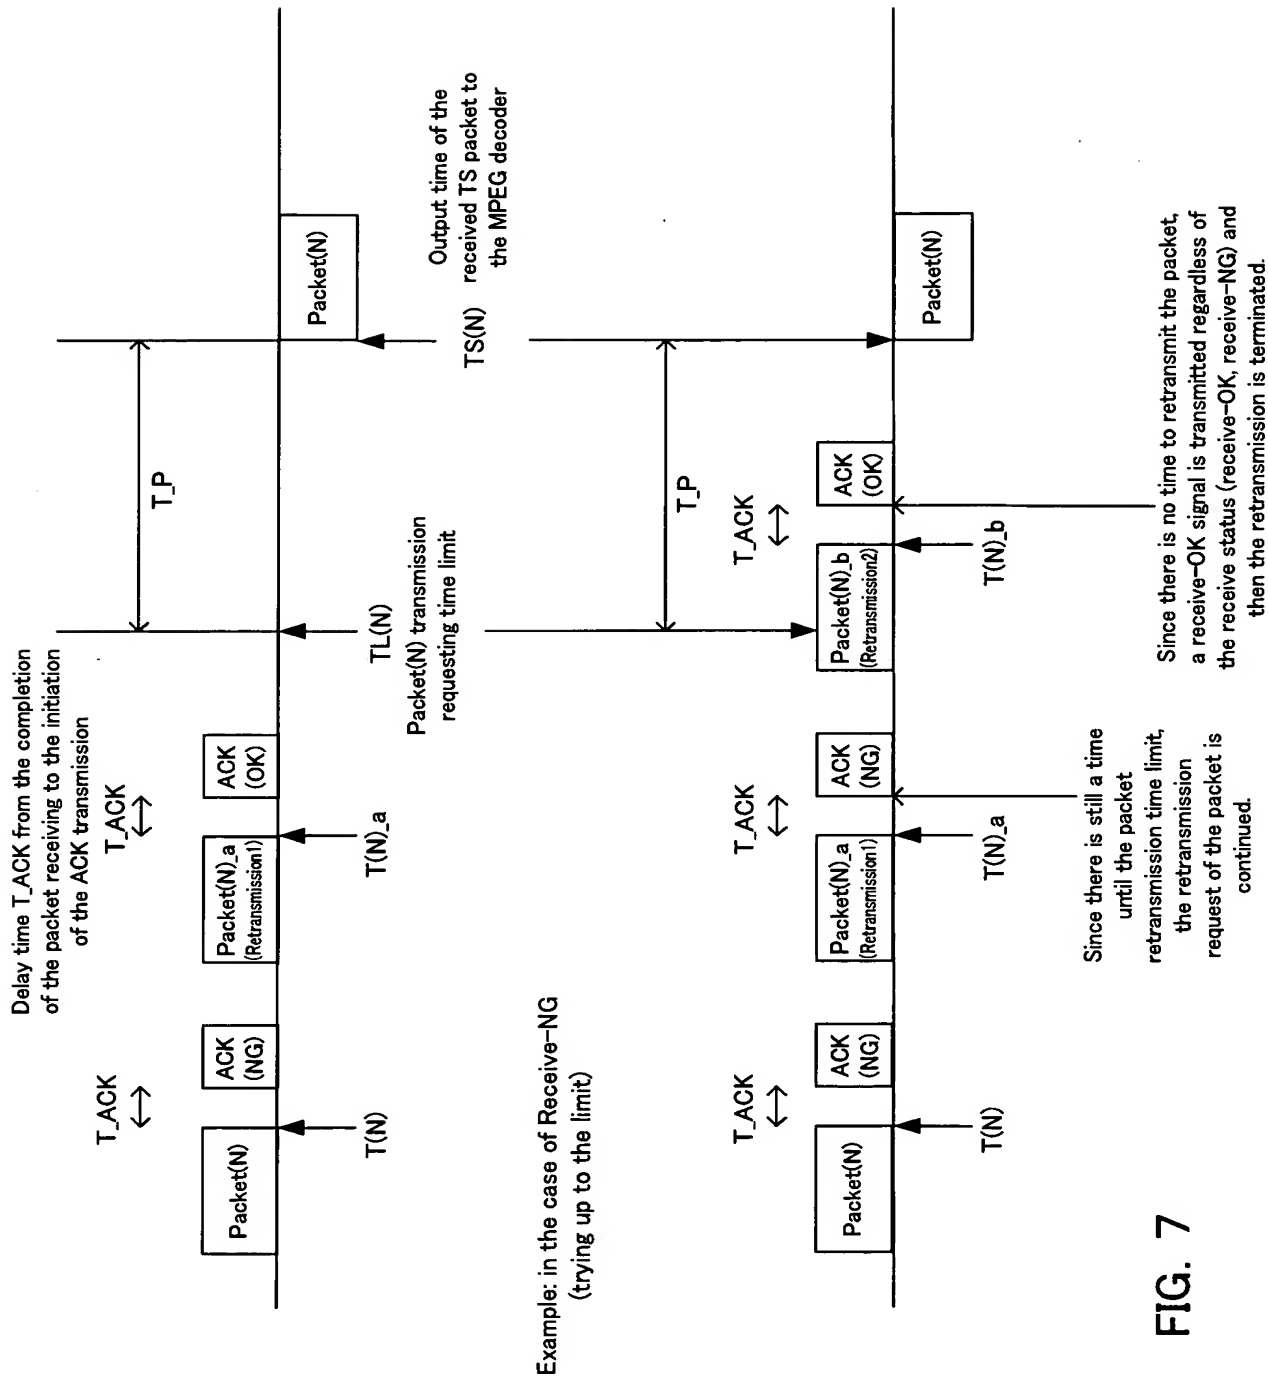 Delay time T_ACK from the completion
of the packet receiving to the initiation
of the ACK transmission
T_ACK
T_ACK
T_P
Packet(N)
ACK
(NG)
Packet(N)_a
(Retransmission1)
ACK
(OK)
Packet(N)
T(N)
T(N)_a
TL(N)
Packet(N) transmission
requesting time limit
TS(N)
Output time of the
received TS packet to
the MPEG decoder
Example: in the case of Receive-NG
(trying up to the limit)
T_P
T_ACK
T_ACK
T_ACK
Packet(N)
ACK
(NG)
Packet(N)_a
(Retransmission1)
ACK
(NG)
Packet(N)_b
(Retransmission2)
ACK
(OK)
Packet(N)
T(N)
T(N)_a
T(N)_b
Since there is still a time
until the packet
retransmission time limit,
the retransmission
request of the packet is
continued.
Since there is no time to retransmit the packet,
a receive-OK signal is transmitted regardless of
the receive status (receive-OK, receive-NG) and
then the retransmission is terminated.
FIG. 7